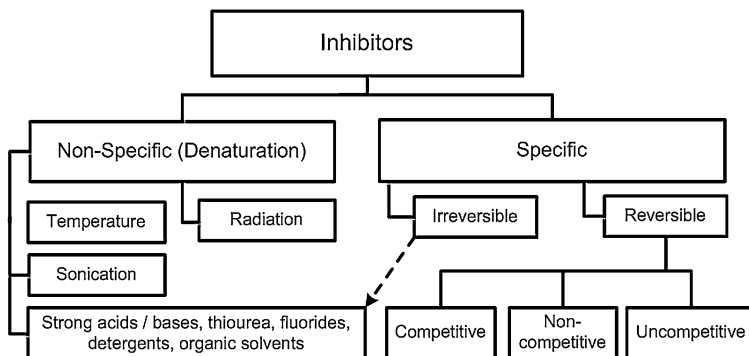 Inhibitors
Non-Specific (Denaturation)
Specific
Temperature
Radiation
Irreversible
Reversible
Sonication
Strong acids / bases, thiourea, fluorides,
detergents, organic solvents
Competitive
Non-
competitive
Uncompetitive